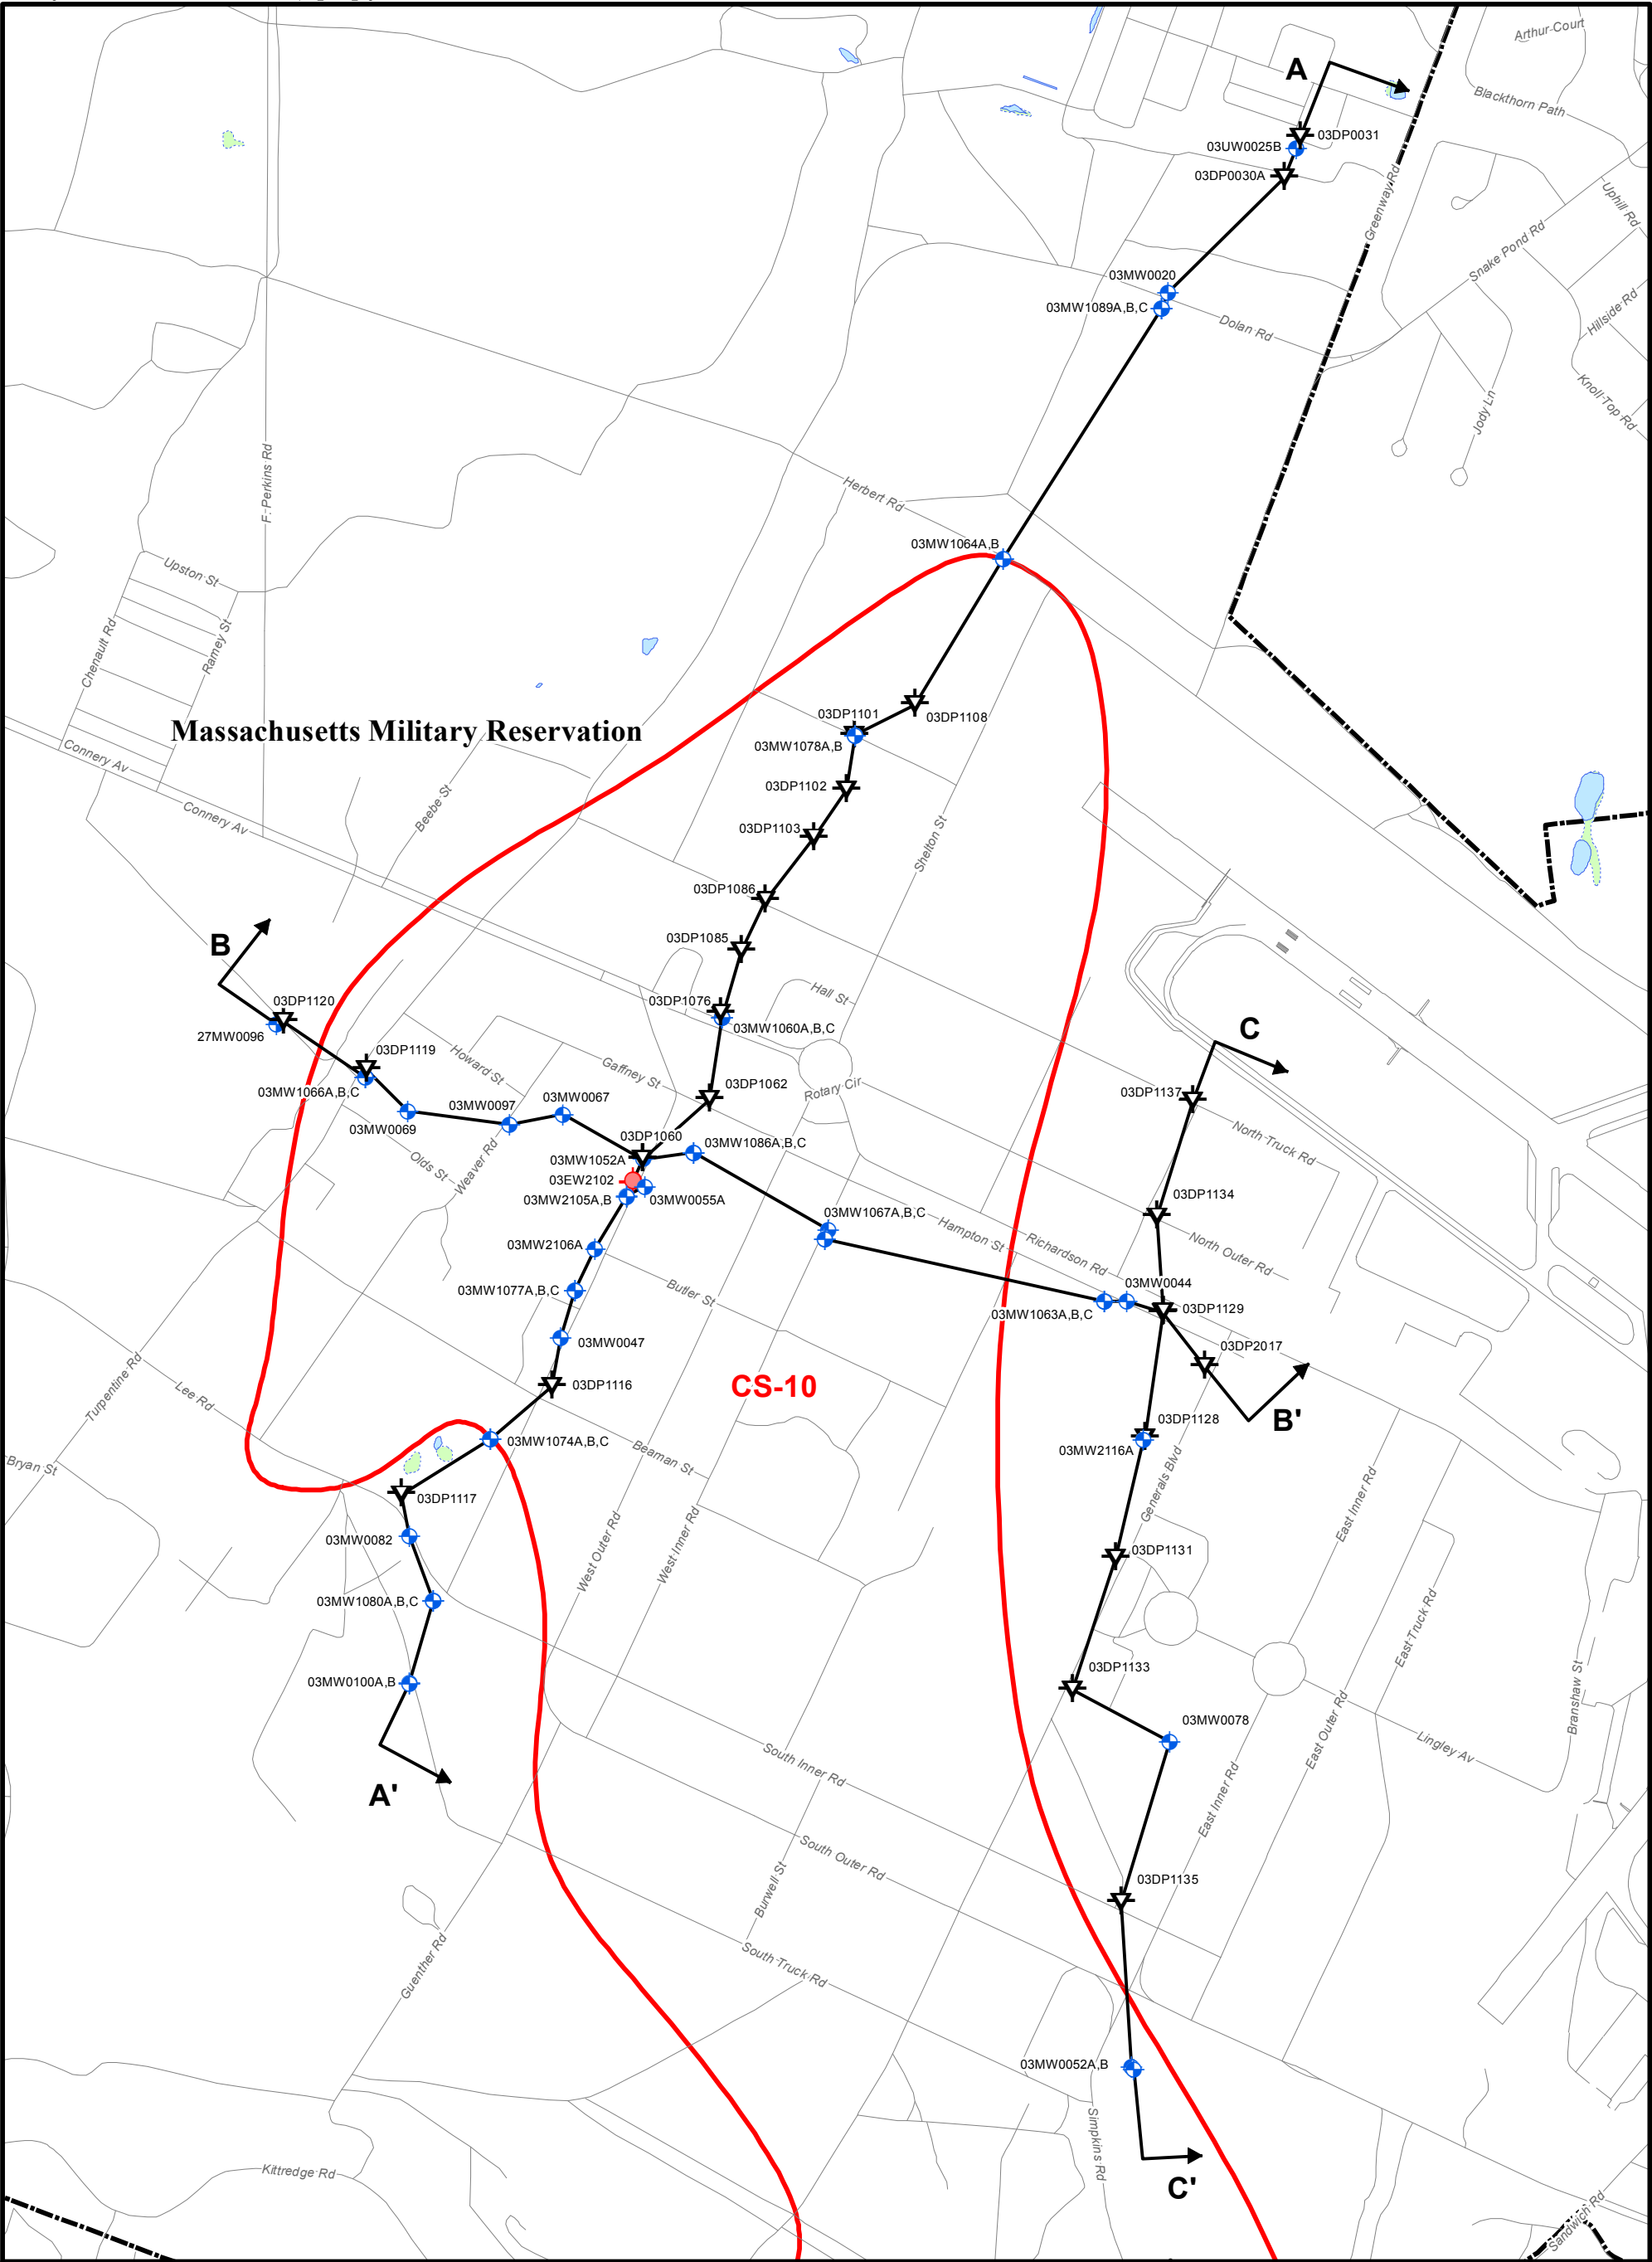 Arthur Court
A
Blackthorn Path
03DP0031
03UW0025B
03DP0030A
Greenway Rd
Uphill Rd
Snake Pond Rd
03MW0020
03MW1089A,B,C
Dolan Rd
Hillside Rd
Knoll Top Rd
Jody Ln
F. Perkins Rd
Herbert Rd
03MW1064A,B
Upston St
Chenault Rd
Ramey St
03DP1101
03DP1108
Massachusetts Military Reservation
03MW1078A,B
Connery Av
03DP1102
Beebe St
Connery Av
03DP1103
Shelton St
03DP1086
B
03DP1085
Hall St
03DP1120
03DP1076
27MW0096
03MW1060A,B,C
C
03DP1119
Howard St
Gaffney St
03MW1066A,B,C
03DP1062
Rotary Cir
03DP1137
03MW0069
03MW0097
03MW0067
North Truck Rd
03DP1060
Olds St
Weaver Rd
03MW1086A,B,C
03MW1052A
03EW2102
03MW2105A,B
03MW0055A
03DP1134
03MW1067A,B,C
Hampton St
Richardson Rd
North Outer Rd
03MW2106A
03MW1077A,B,C
Butler St
03MW0044
03MW1063A,B,C
03DP1129
03MW0047
03DP2017
Turpentine Rd
Lee Rd
03DP1116
CS-10
B'
03DP1128
03MW1074A,B,C
03MW2116A
Bryan St
Beaman St
Generals Blvd
East Inner Rd
03DP1117
03MW0082
West Outer Rd
West Inner Rd
03DP1131
03MW1080A,B,C
East Truck Rd
03MW0100A,B
03DP1133
Branshaw St
03MW0078
East Outer Rd
Lingley Av
South Inner Rd
A'
East Inner Rd
South Outer Rd
03DP1135
Burwell St
Guenther Rd
South Truck Rd
03MW0052A,B
Simpkins Rd
Kittredge Rd
C'
Sandwich Rd